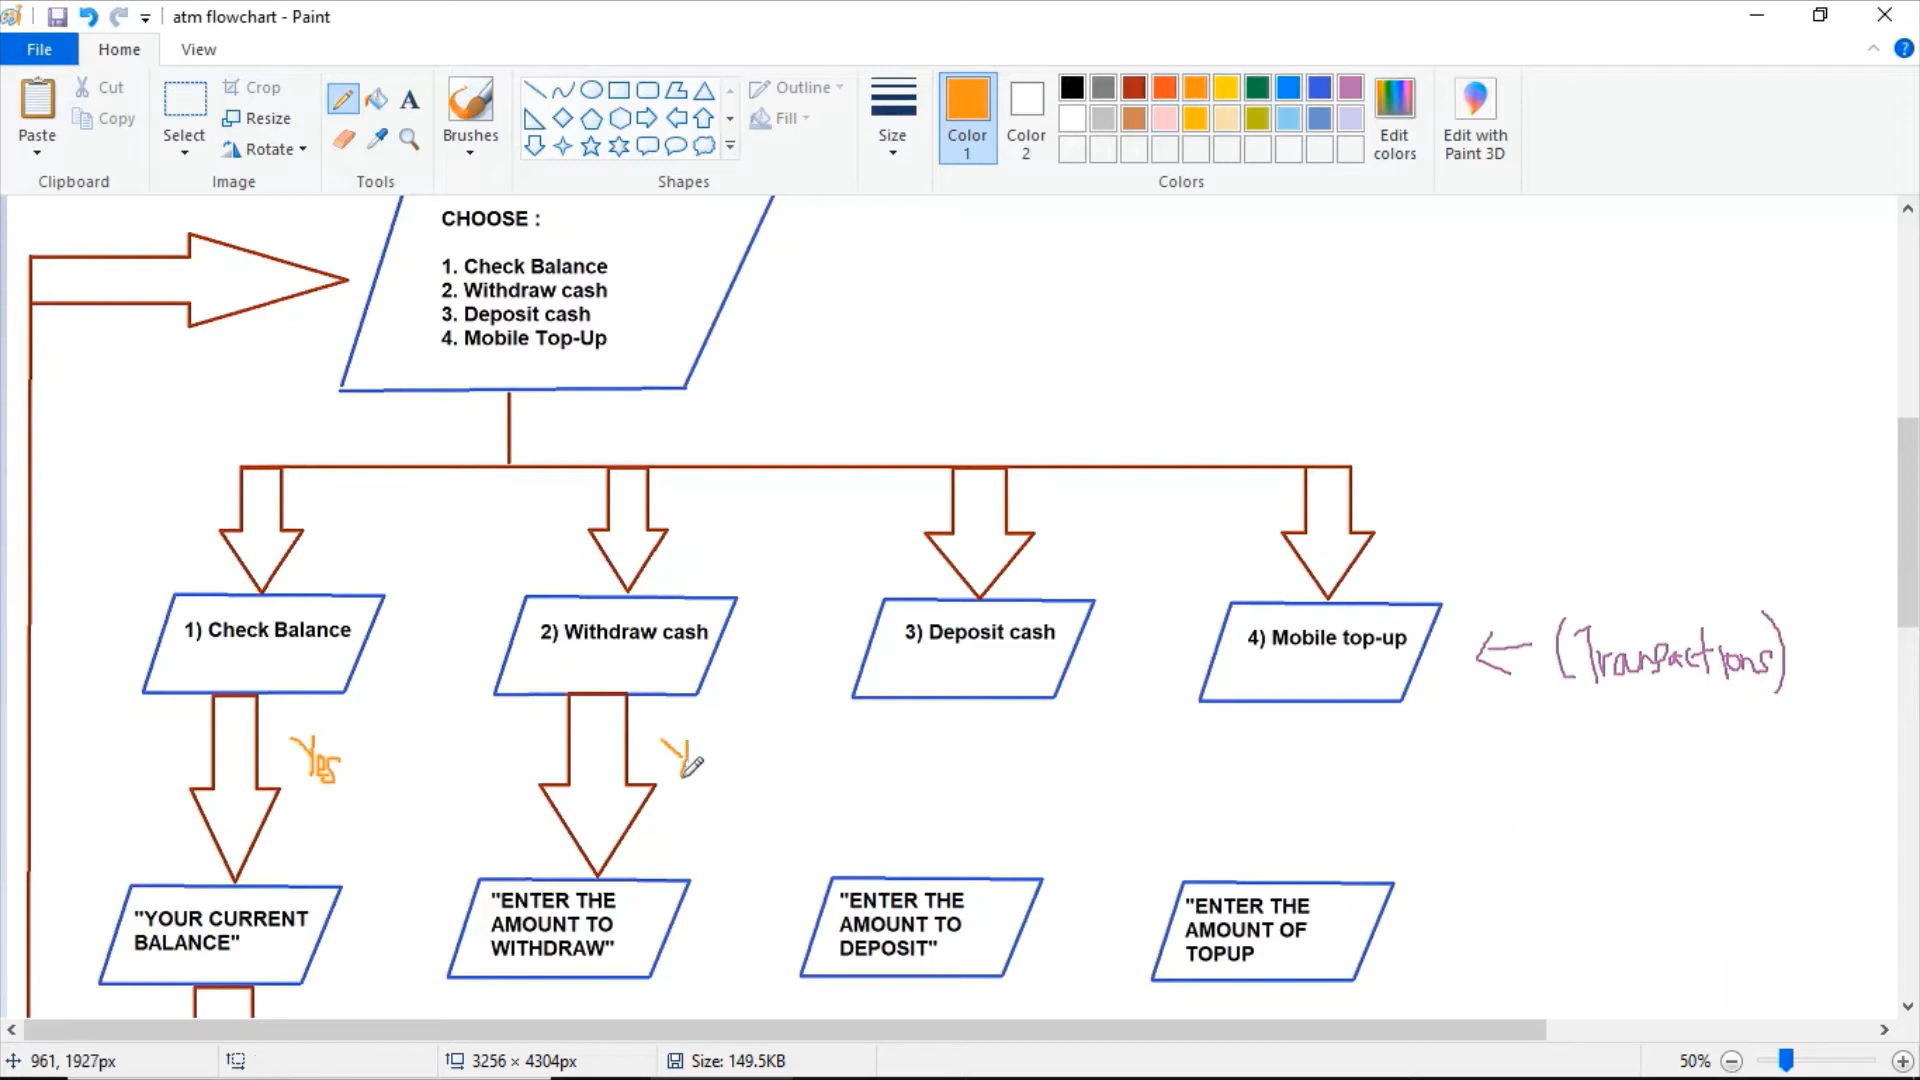 atm flowchart - Paint
File
Home
View
Paste
Cut
Copy
Clipboard
Select
Crop
Resize
Rotate
Image
A
Tools
Brushes
Shapes
Outline
Fill
Size
Color 1
Color 2
Colors
Edit colors
Edit with Paint 3D
CHOOSE :
1. Check Balance
2. Withdraw cash
3. Deposit cash
4. Mobile Top-Up
1) Check Balance
2) Withdraw cash
3) Deposit cash
4) Mobile top-up
(Transactions)
Yes
Y
"YOUR CURRENT
BALANCE"
"ENTER THE
AMOUNT TO
WITHDRAW"
"ENTER THE
AMOUNT TO
DEPOSIT"
"ENTER THE
AMOUNT OF
TOPUP
961, 1927px
3256 × 4304px
Size: 149.5KB
50%